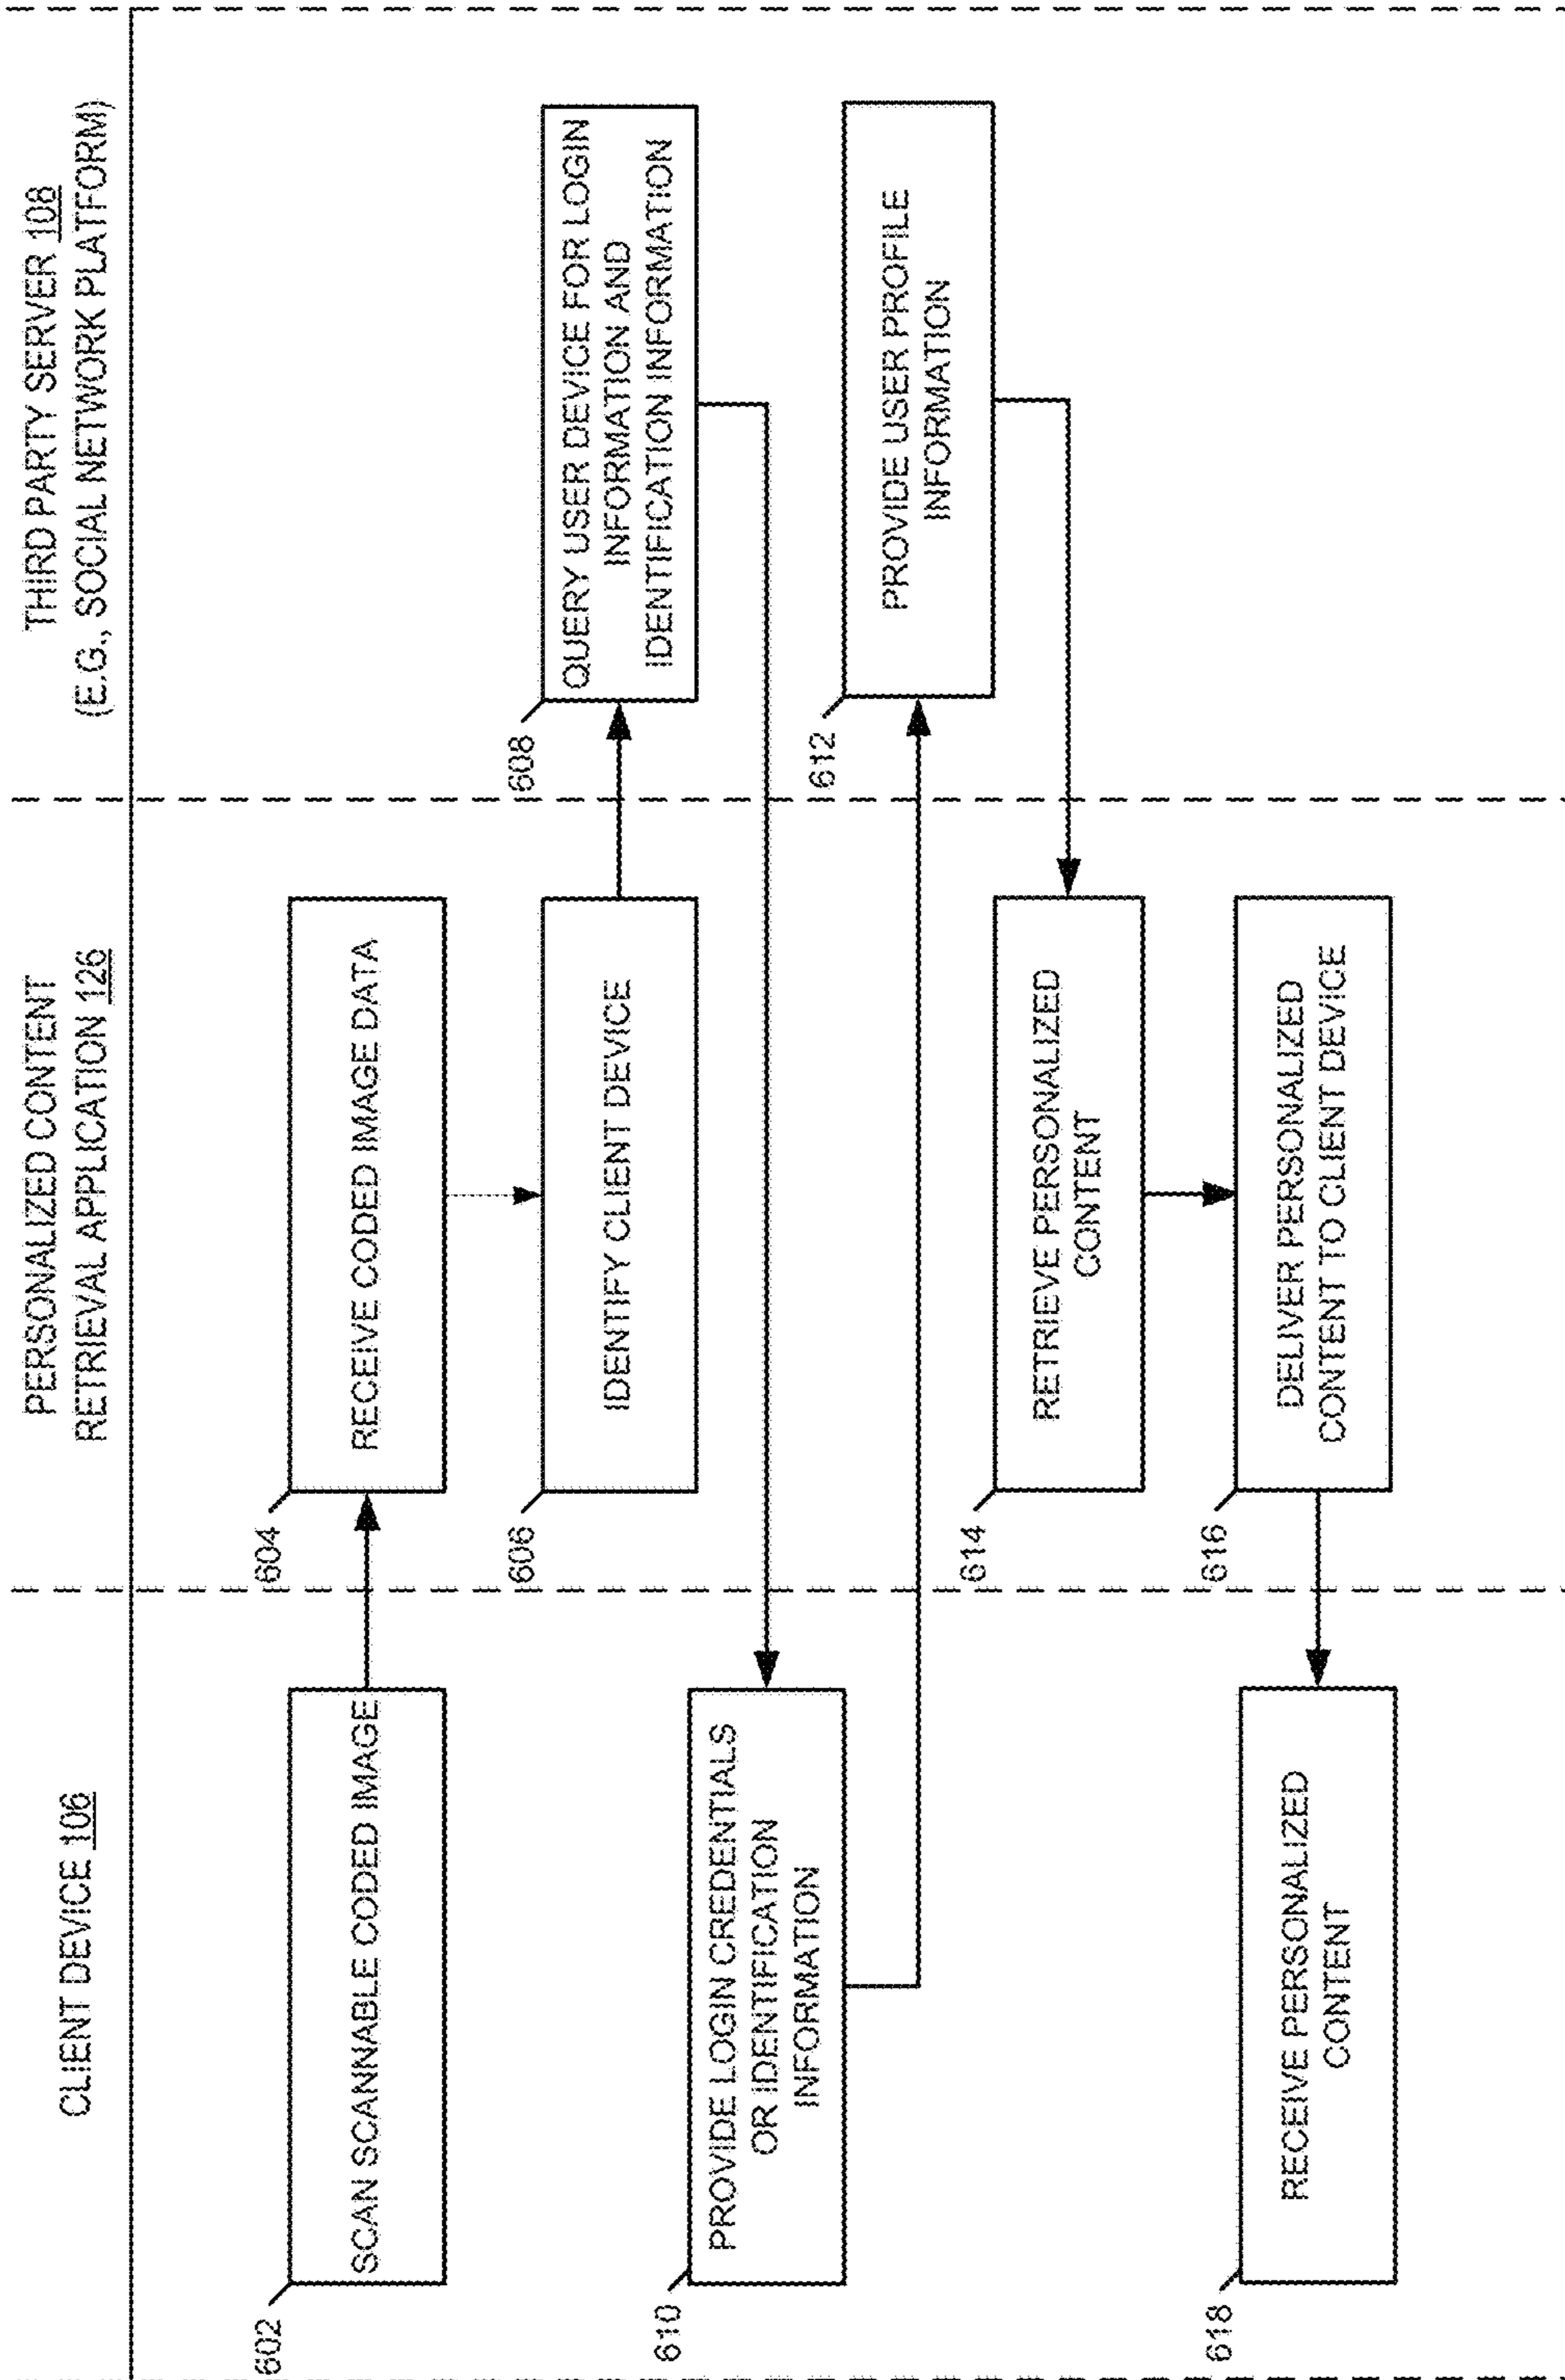 CLIENT DEVICE 106
PERSONALIZED CONTENT
RETRIEVAL APPLICATION 126
THIRD PARTY SERVER 108
(E.G., SOCIAL NETWORK PLATFORM)
602
SCAN SCANNABLE CODED IMAGE
604
RECEIVE CODED IMAGE DATA
606
IDENTIFY CLIENT DEVICE
608
QUERY USER DEVICE FOR LOGIN
INFORMATION AND
IDENTIFICATION INFORMATION
610
PROVIDE LOGIN CREDENTIALS
OR IDENTIFICATION
INFORMATION
612
PROVIDE USER PROFILE
INFORMATION
614
RETRIEVE PERSONALIZED
CONTENT
616
DELIVER PERSONALIZED
CONTENT TO CLIENT DEVICE
618
RECEIVE PERSONALIZED
CONTENT